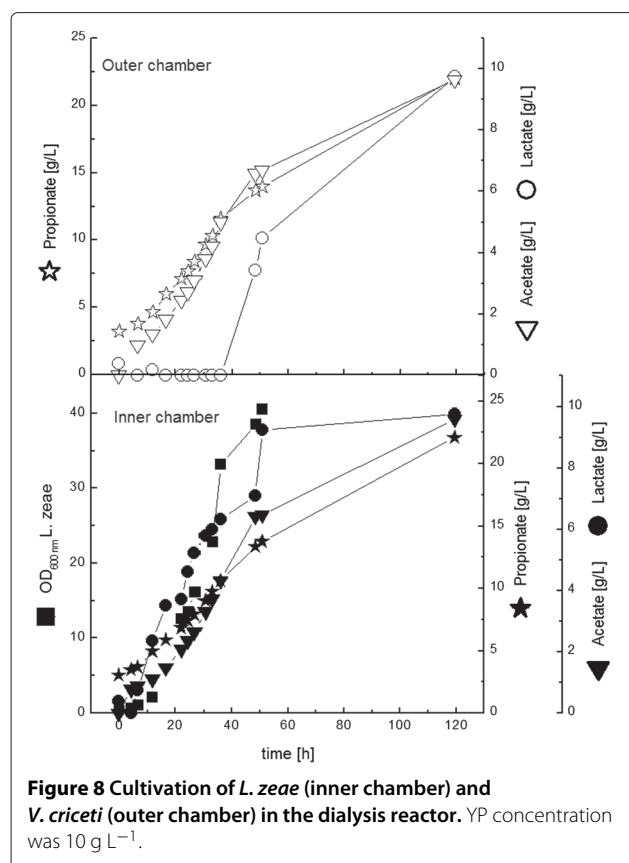 Outer chamber
25
20
15
10
5
0
Propionate [g/L]
10
8
6
4
2
0
Lactate [g/L]
Acetate [g/L]
Inner chamber
40
30
20
10
0
OD600 nm L. zeae
25
20
15
10
5
0
Propionate [g/L]
10
8
6
4
2
0
Lactate [g/L]
Acetate [g/L]
0 20 40 60 80 100 120
time [h]
Figure 8 Cultivation of L. zeae (inner chamber) and
V. criceti (outer chamber) in the dialysis reactor. YP concentration
was 10 g L−1.